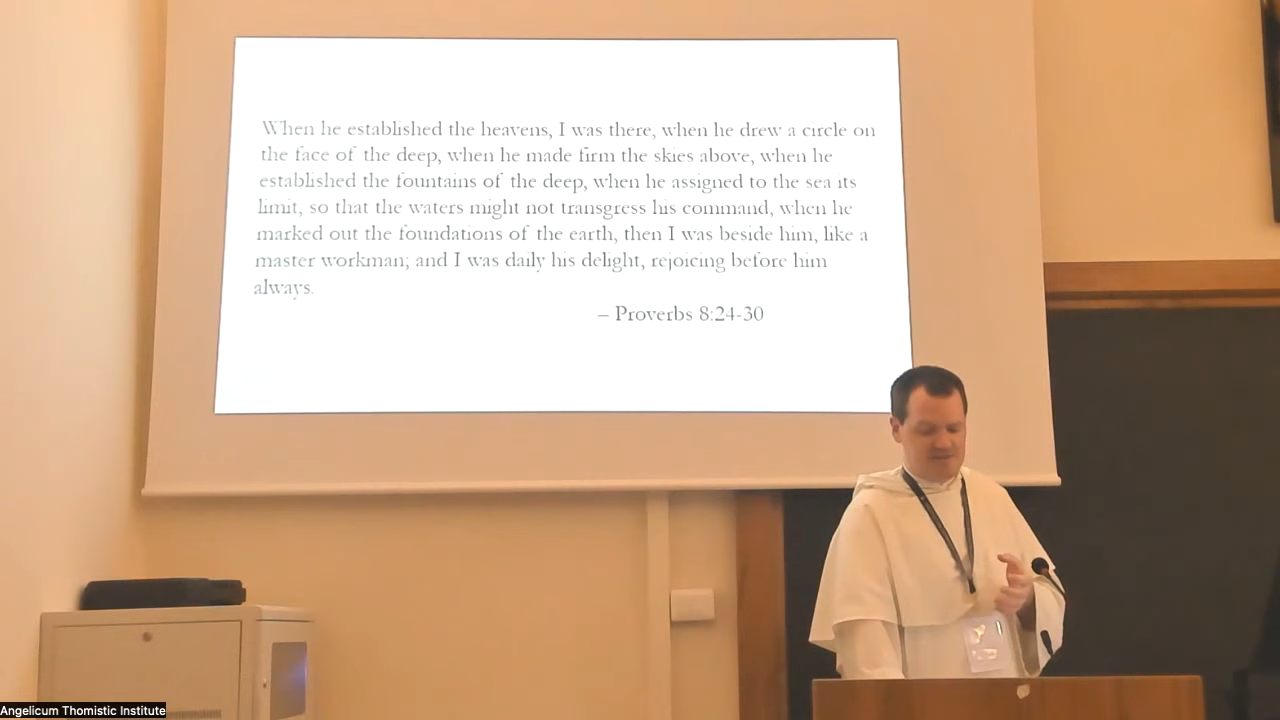 When he established the heavens, I was there, when he drew a circle on
the face of the deep, when he made firm the skies above, when he
established the fountains of the deep, when he assigned to the sea its
limit, so that the waters might not transgress his command, when he
marked out the foundations of the earth, then I was beside him, like a
master workman; and I was daily his delight, rejoicing before him
always.
– Proverbs 8:24-30
Angelicum Thomistic Institute